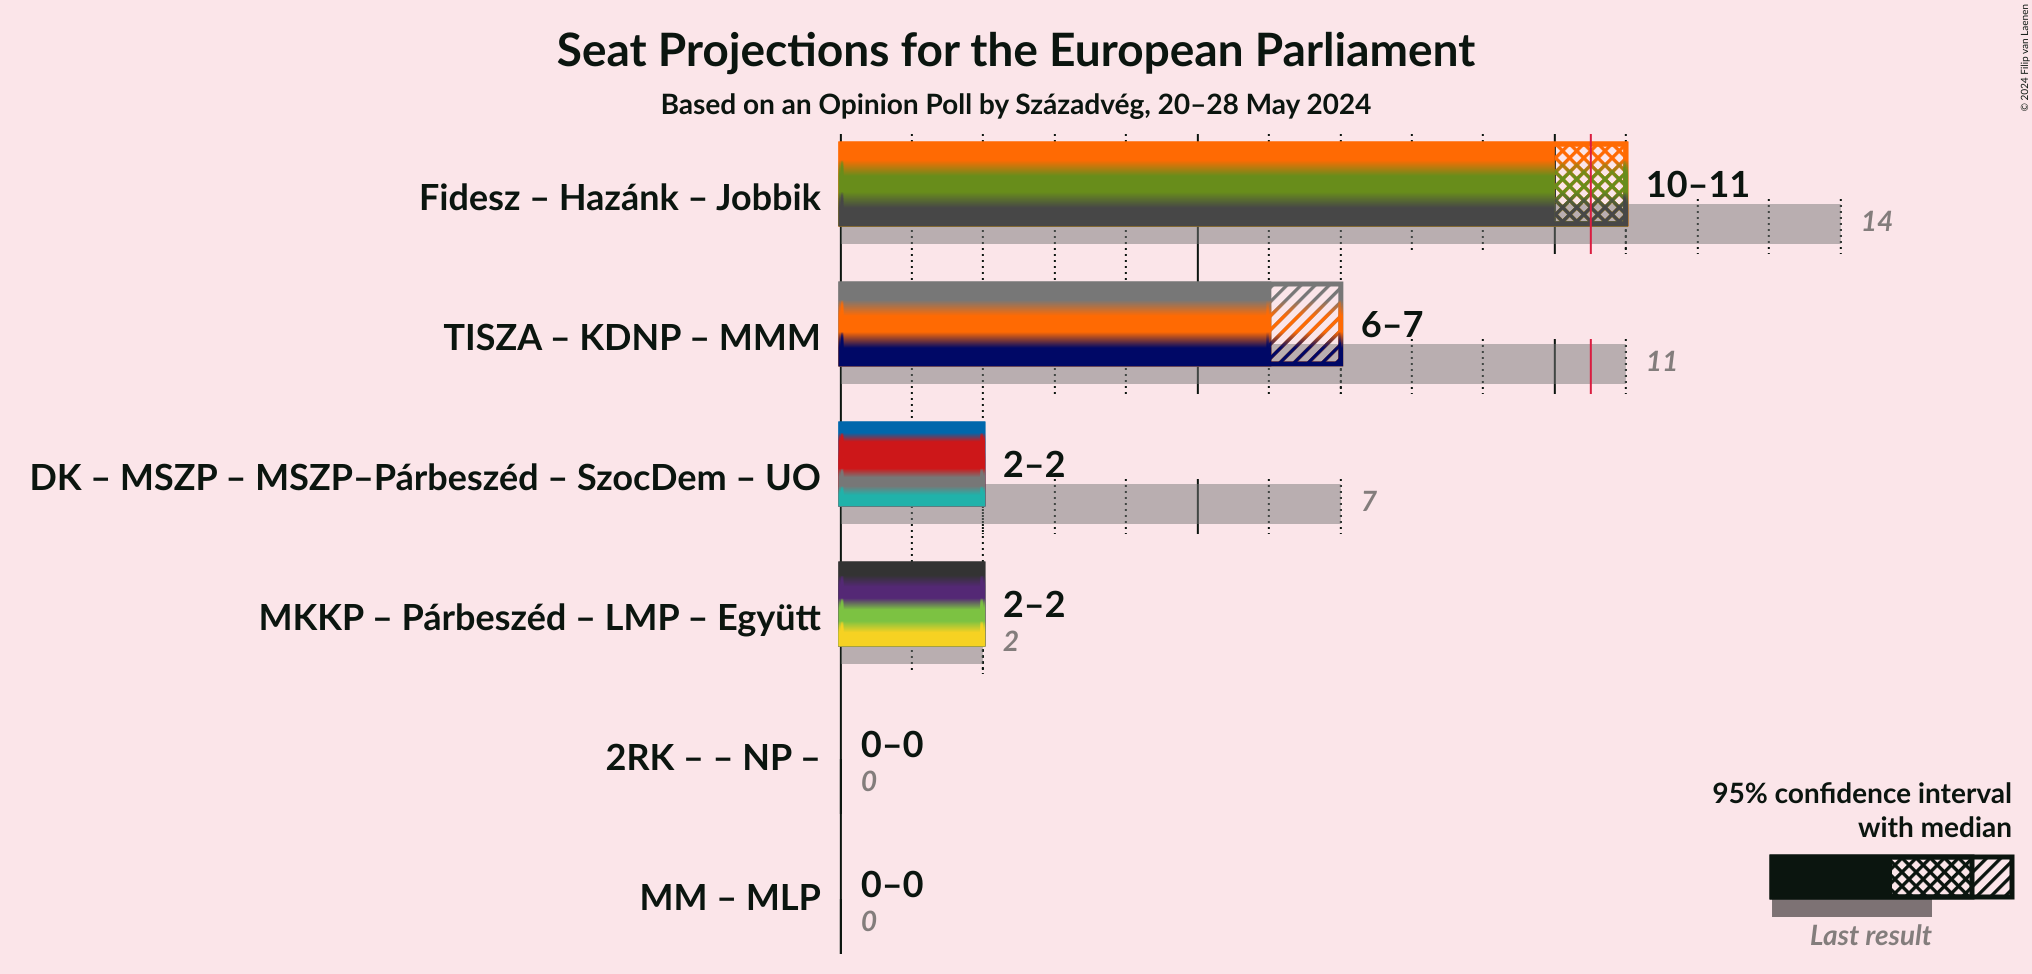 Seat Projections for the European Parliament
Based on an Opinion Poll by Századvég, 20–28 May 2024
© 2024 Filip van Laenen
Fidesz – Hazánk – Jobbik
10–11
14
TISZA – KDNP – MMM
6–7
11
DK – MSZP – MSZP–Párbeszéd – SzocDem – UO
2–2
7
MKKP – Párbeszéd – LMP – Együtt
2–2
2
2RK – – NP –
0–0
0
MM – MLP
0–0
0
95% confidence interval
with median
Last result